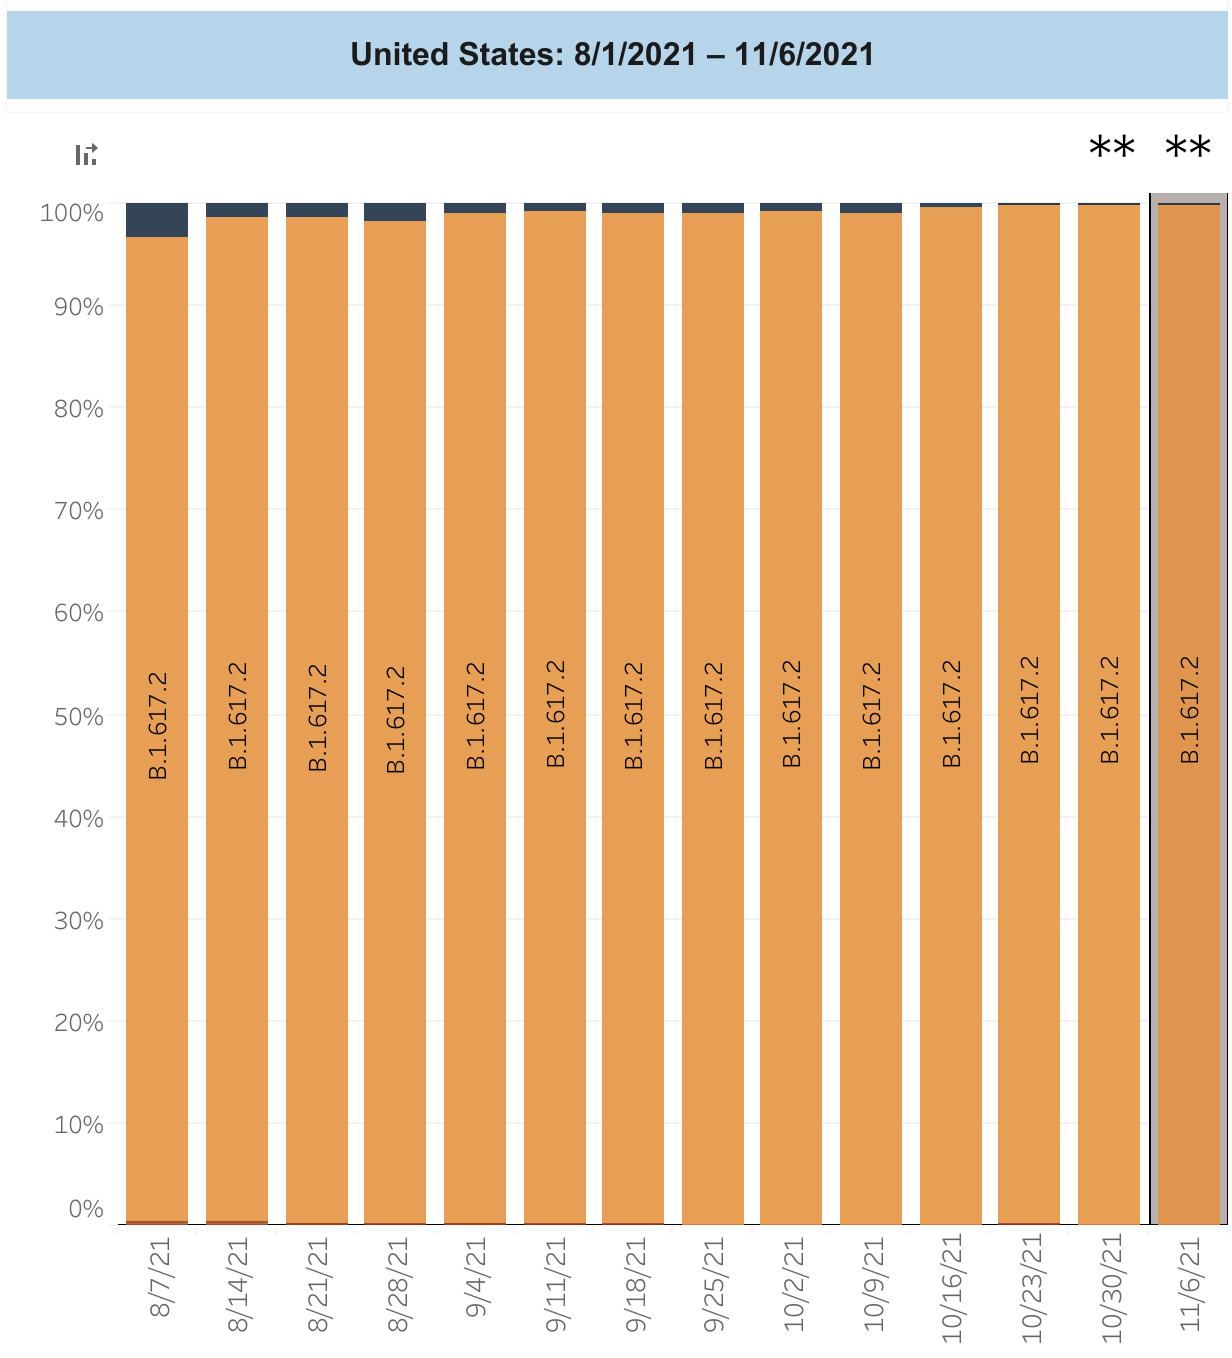 United States: 8/1/2021 – 11/6/2021
** **
100%
90%
80%
70%
60%
50%
40%
30%
20%
10%
0%
B.1.617.2
B.1.617.2
B.1.617.2
B.1.617.2
B.1.617.2
B.1.617.2
B.1.617.2
B.1.617.2
B.1.617.2
B.1.617.2
B.1.617.2
B.1.617.2
B.1.617.2
B.1.617.2
8/7/21
8/14/21
8/21/21
8/28/21
9/4/21
9/11/21
9/18/21
9/25/21
10/2/21
10/9/21
10/16/21
10/23/21
10/30/21
11/6/21